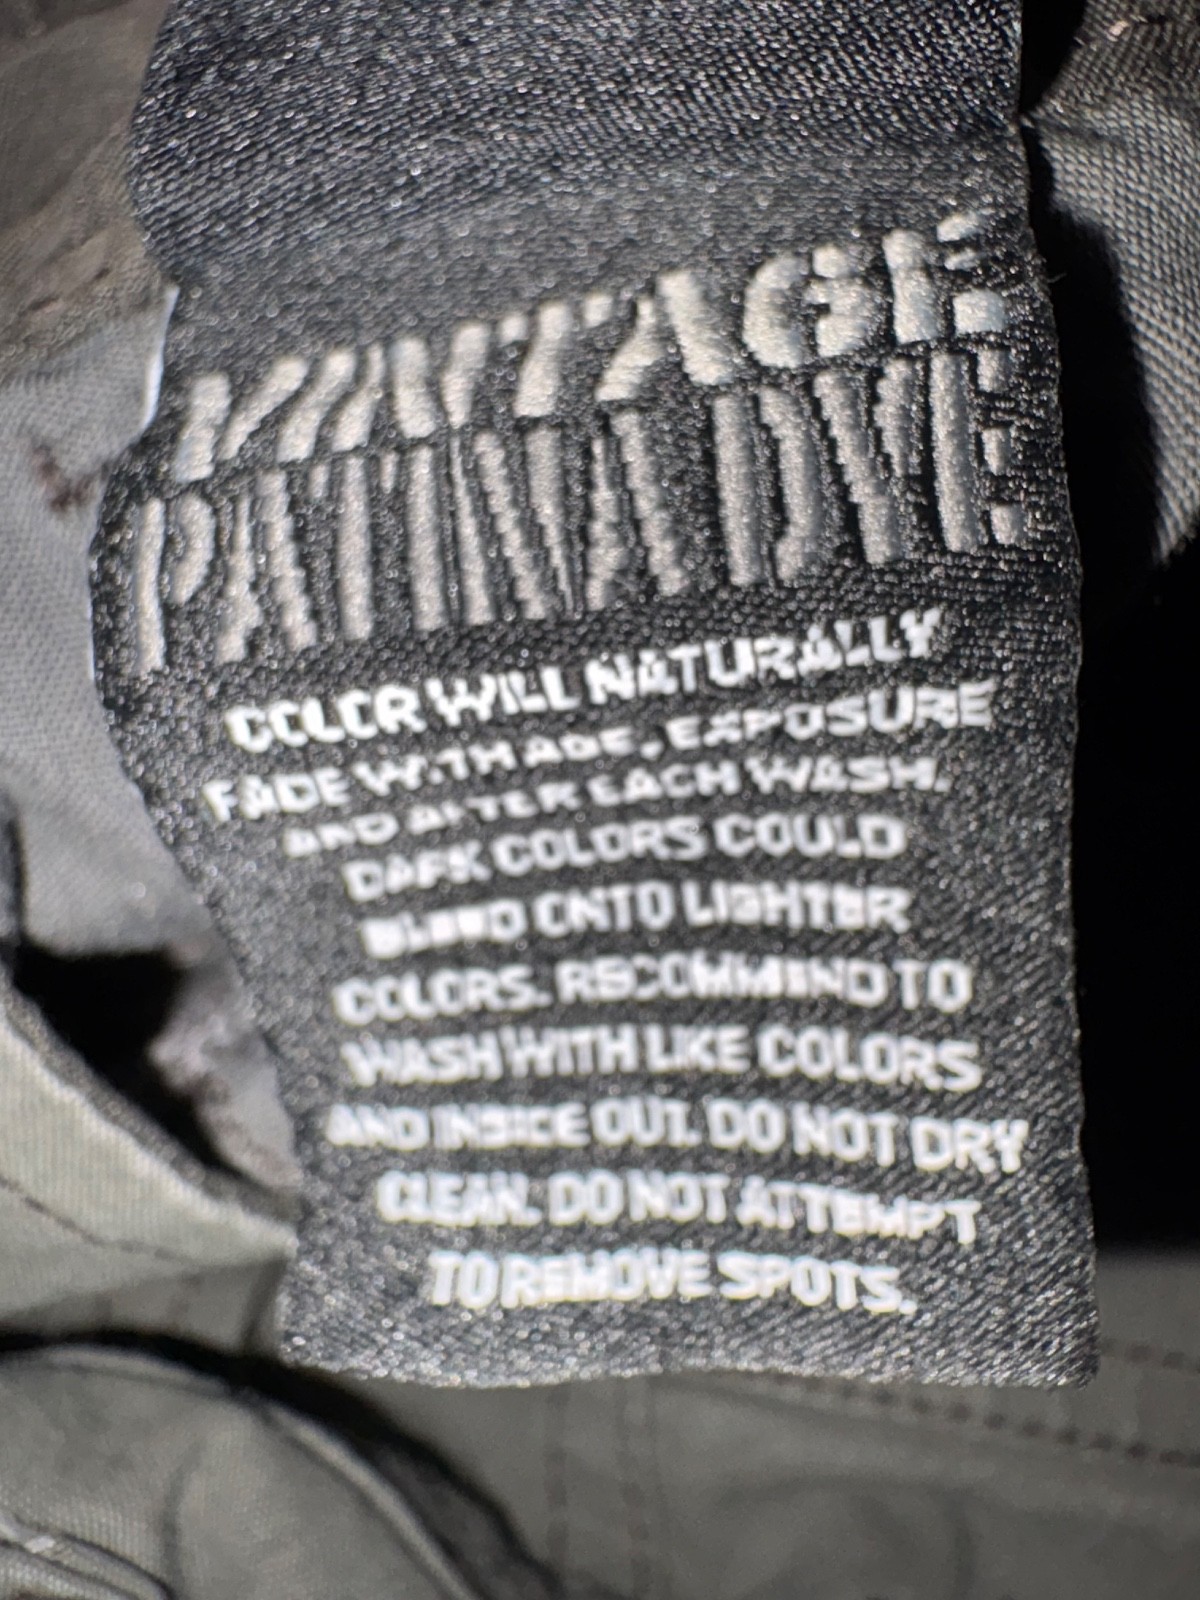 VINTAGE
PATINA DYE
COLOR WILL NATURALLY
FADE WITH AGE, EXPOSURE
AND AFTER EACH WASH.
DARK COLORS COULD
BLEED ONTO LIGHTER
COLORS. RECOMMEND TO
WASH WITH LIKE COLORS
AND INSIDE OUT. DO NOT DRY
CLEAN. DO NOT ATTEMPT
TO REMOVE SPOTS.